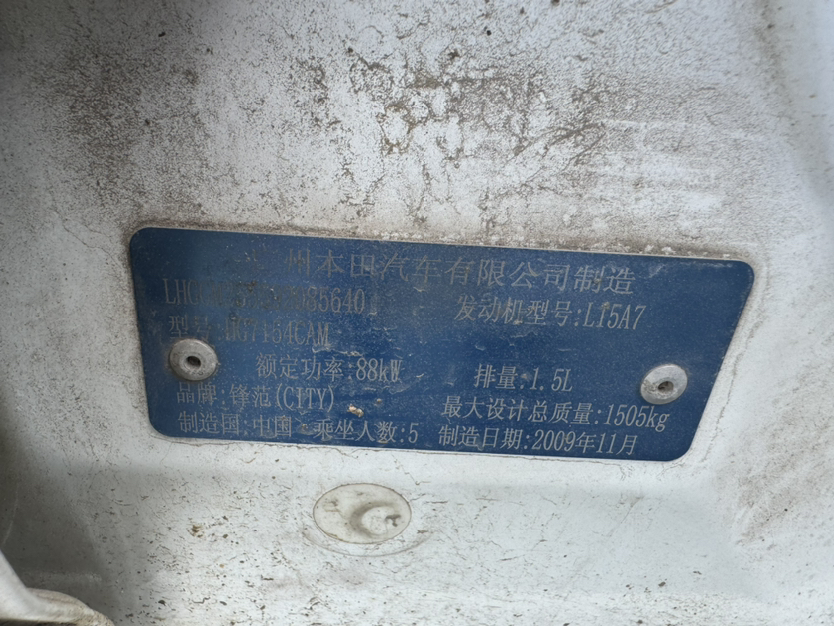 州本田汽车有限公司制造
发动机型号:L15A7
型号:
额定功率:88kW 排量:1.5L
品牌:锋范(CITY) 最大设计总质量:1505kg
制造国:中国 乘坐人数:5 制造日期:2009年11月